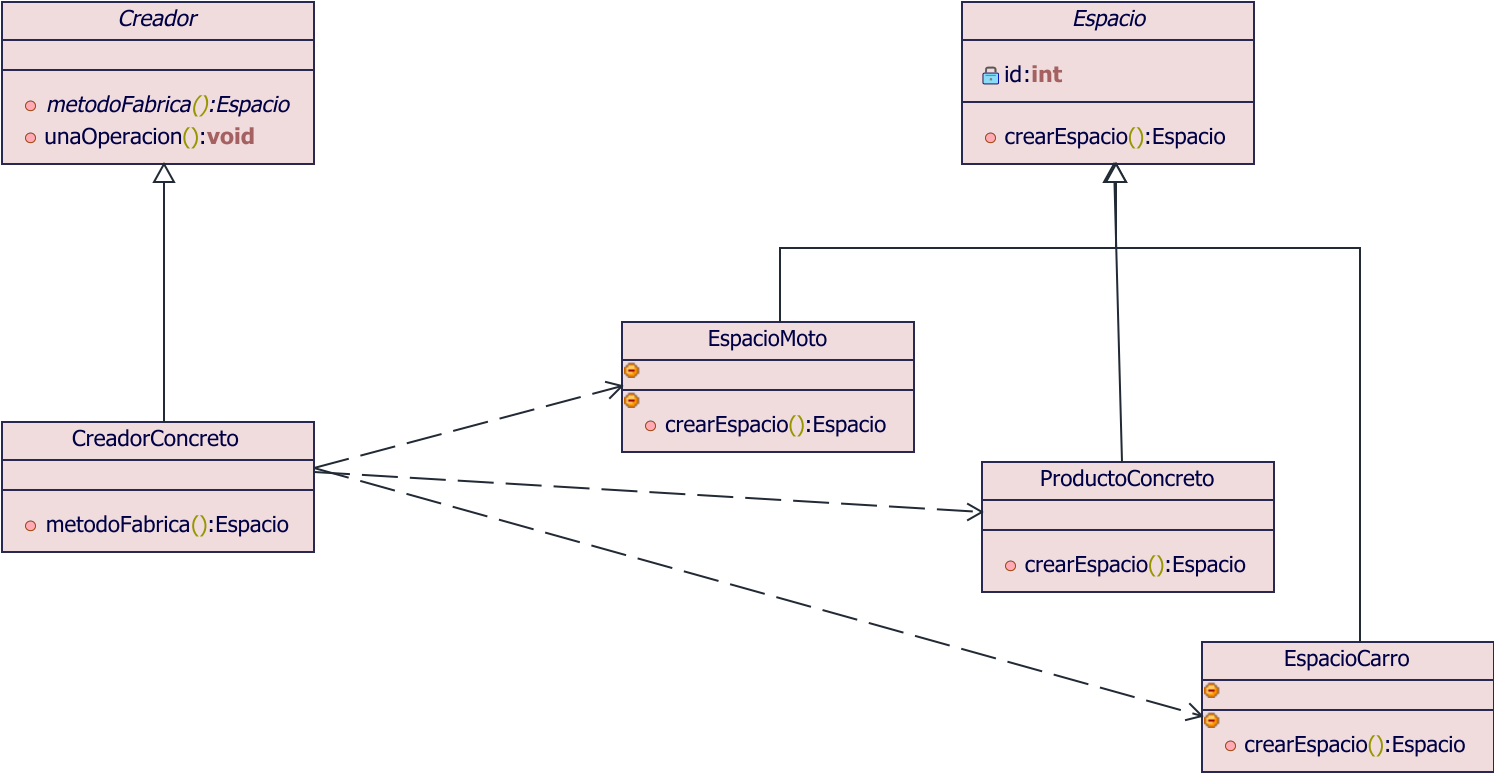 Creador
metodoFabrica():Espacio
unaOperacion():void
Espacio
id:int
crearEspacio():Espacio
EspacioMoto
crearEspacio():Espacio
CreadorConcreto
metodoFabrica():Espacio
ProductoConcreto
crearEspacio():Espacio
EspacioCarro
crearEspacio():Espacio